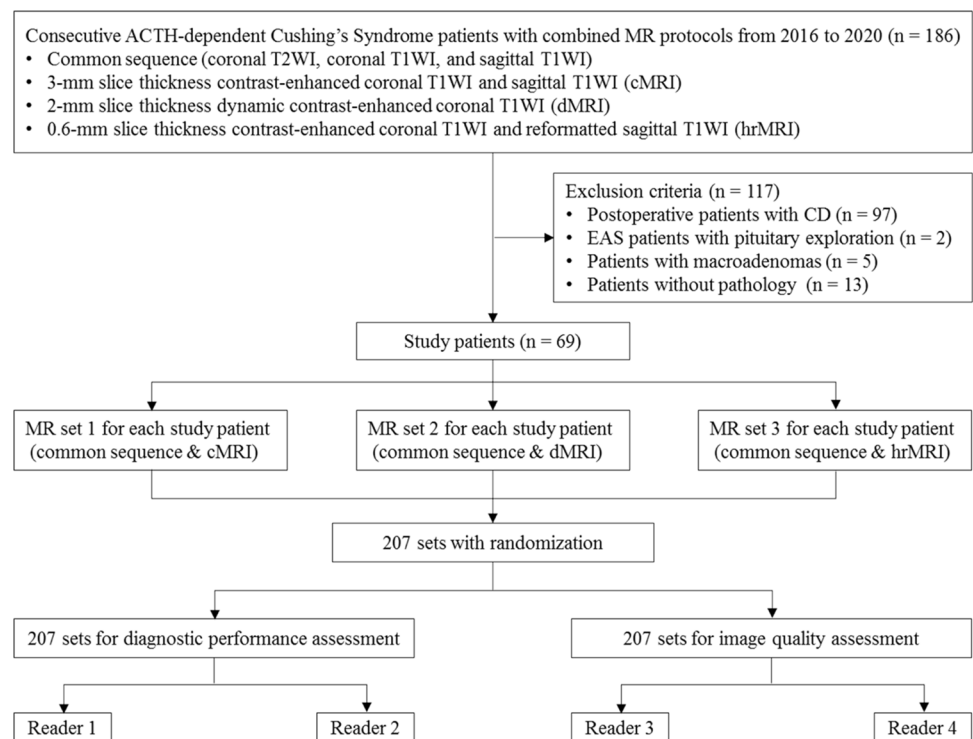 Consecutive ACTH-dependent Cushing's Syndrome patients with combined MR protocols from 2016 to 2020 (n = 186)
• Common sequence (coronal T2WI, coronal T1WI, and sagittal T1WI)
• 3-mm slice thickness contrast-enhanced coronal T1WI and sagittal T1WI (cMRI)
• 2-mm slice thickness dynamic contrast-enhanced coronal T1WI (dMRI)
• 0.6-mm slice thickness contrast-enhanced coronal T1WI and reformatted sagittal T1WI (hrMRI)
Exclusion criteria (n = 117)
• Postoperative patients with CD (n = 97)
• EAS patients with pituitary exploration (n = 2)
• Patients with macroadenomas (n = 5)
• Patients without pathology (n = 13)
Study patients (n = 69)
MR set 1 for each study patient
(common sequence & cMRI)
MR set 2 for each study patient
(common sequence & dMRI)
MR set 3 for each study patient
(common sequence & hrMRI)
207 sets with randomization
207 sets for diagnostic performance assessment
207 sets for image quality assessment
Reader 1
Reader 2
Reader 3
Reader 4